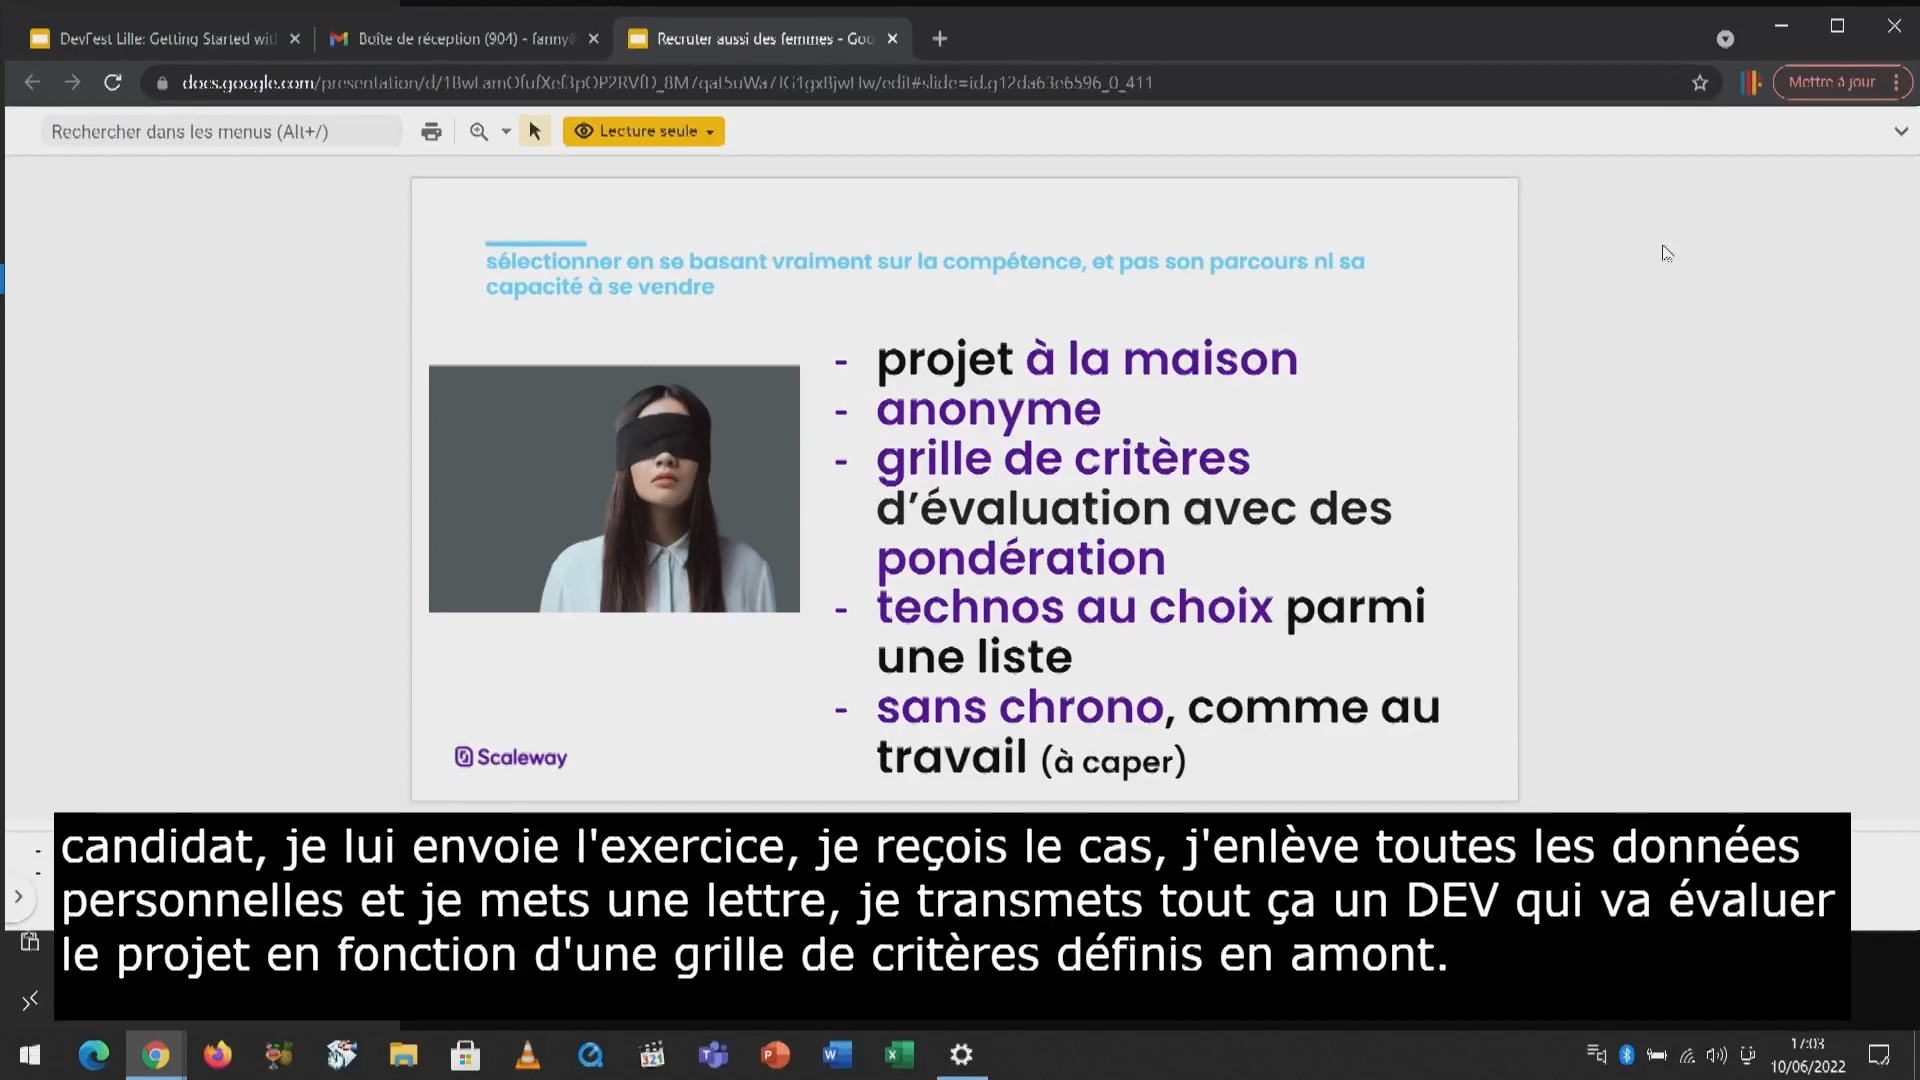 DevFest Lille: Getting Started wit
Boîte de réception (904) - fanny
Recruter aussi des femmes - Goo
docs.google.com
Mettre à jour
Rechercher dans les menus (Alt+/)
Lecture seule
sélectionner en se basant vraiment sur la compétence, et pas son parcours ni sa
capacité à se vendre
- projet à la maison
- anonyme
- grille de critères
d'évaluation avec des
pondération
- technos au choix parmi
une liste
- sans chrono, comme au
travail (à caper)
Scaleway
candidat, je lui envoie l'exercice, je reçois le cas, j'enlève toutes les données
personnelles et je mets une lettre, je transmets tout ça un DEV qui va évaluer
le projet en fonction d'une grille de critères définis en amont.
17:03
10/06/2022